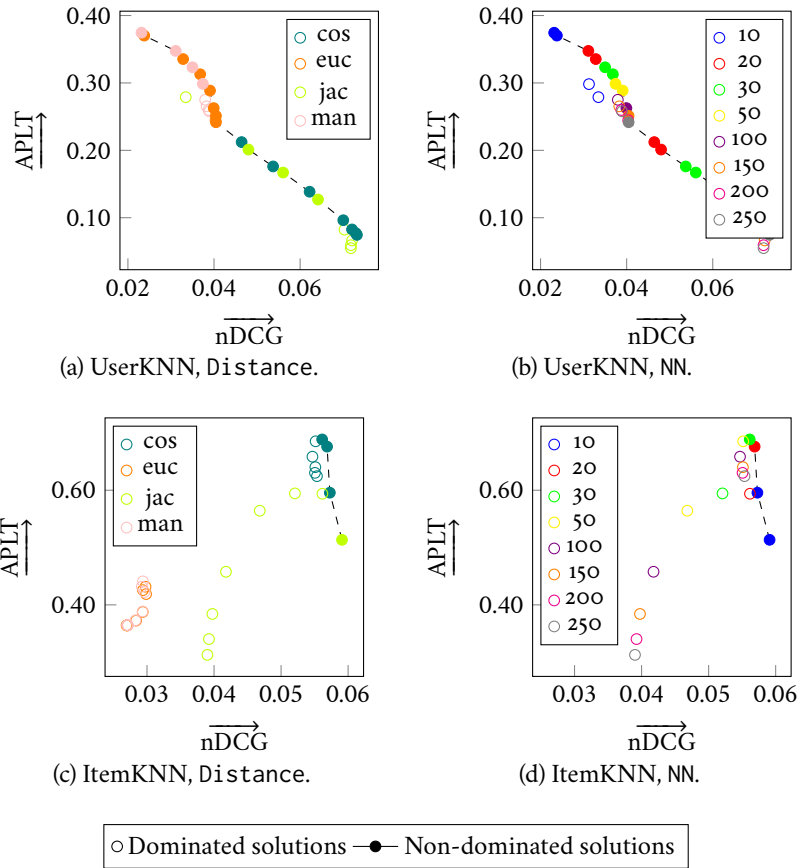 0.40
0.30
0.20
0.10
APLT
cos
euc
jac
man
0.02
0.04
0.06
nDCG
(a) UserKNN, Distance.
0.40
0.30
0.20
0.10
APLT
10
20
30
50
100
150
200
250
0.02
0.04
0.06
nDCG
(b) UserKNN, NN.
0.60
0.40
APLT
cos
euc
jac
man
0.03
0.04
0.05
0.06
nDCG
(c) ItemKNN, Distance.
0.60
0.40
APLT
10
20
30
50
100
150
200
250
0.03
0.04
0.05
0.06
nDCG
(d) ItemKNN, NN.
Dominated solutions Non-dominated solutions